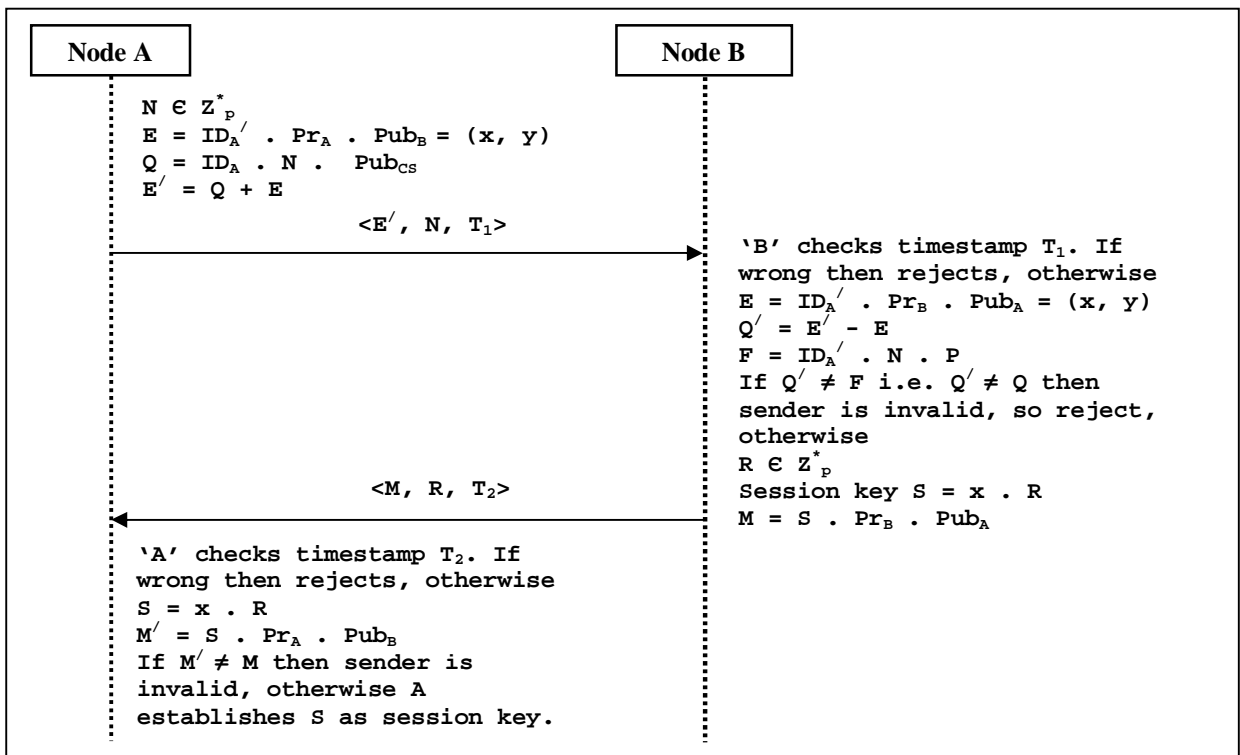 Node A
Node B
N Є Z*p
E = IDA/ . PrA . PubB = (x, y)
Q = IDA . N . PubCS
E/ = Q + E
<E/, N, T1>
‘B’ checks timestamp T1. If
wrong then rejects, otherwise
E = IDA/ . PrB . PubA = (x, y)
Q/ = E/ - E
F = IDA/ . N . P
If Q/ ≠ F i.e. Q/ ≠ Q then
sender is invalid, so reject,
otherwise
R Є Z*p
Session key S = x . R
M = S . PrB . PubA
<M, R, T2>
‘A’ checks timestamp T2. If
wrong then rejects, otherwise
S = x . R
M/ = S . PrA . PubB
If M/ ≠ M then sender is
invalid, otherwise A
establishes S as session key.